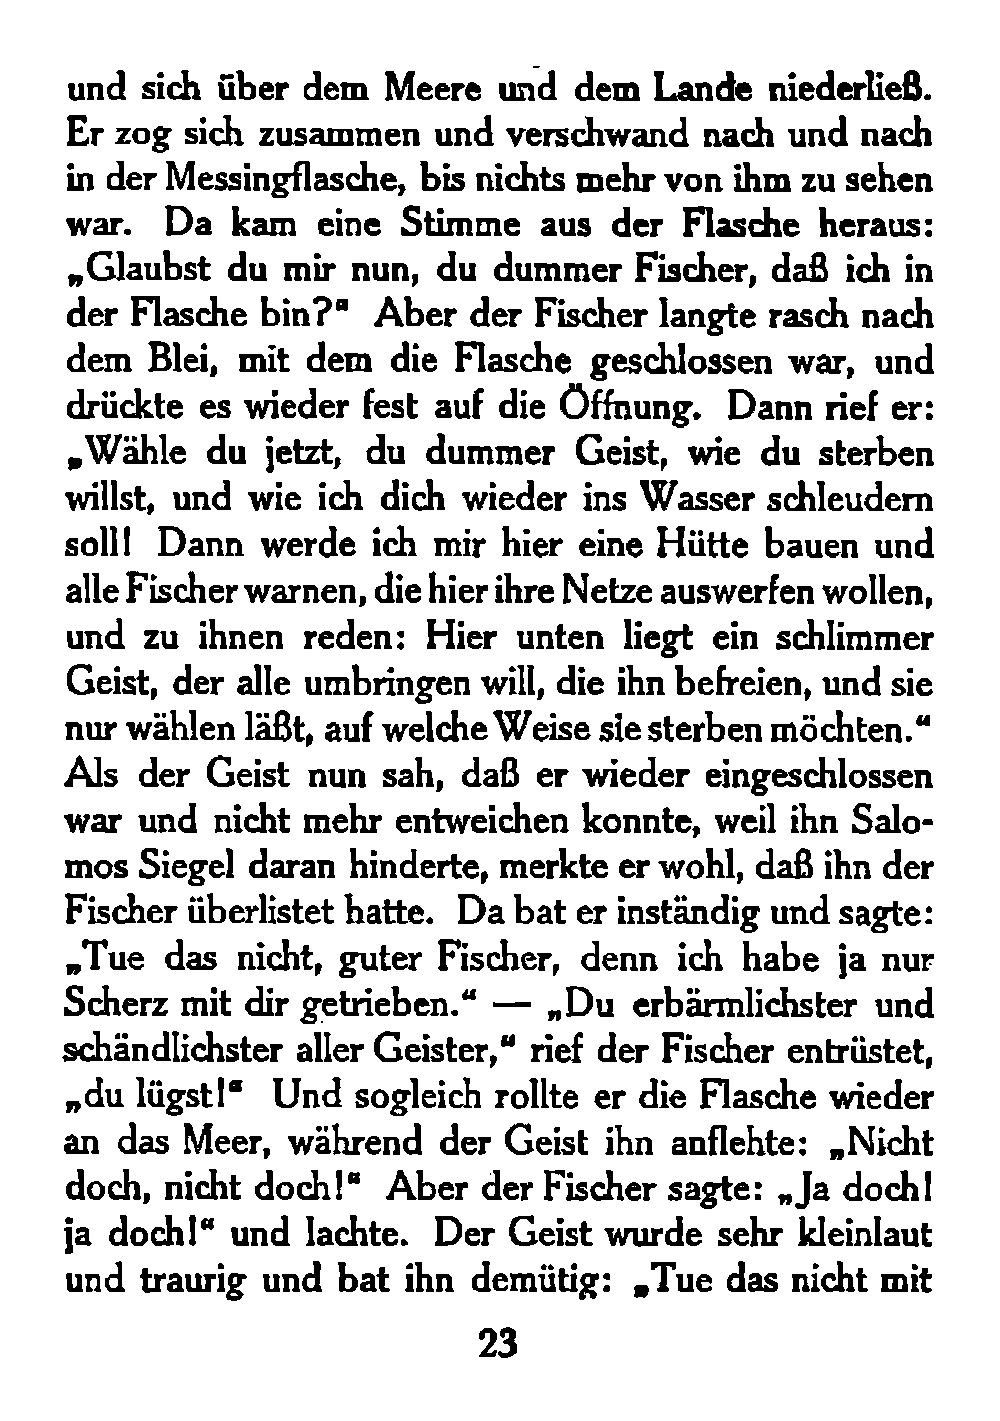 und sich über dem Meere und dem Lande niederließ.
Er zog sich zusammen und verschwand nach und nach
in der Messingflasche, bis nichts mehr von ihm zu sehen
war. Da kam eine Stimme aus der Flasche heraus:
„Glaubst du mir nun, du dummer Fischer, daß ich in
der Flasche bin?“ Aber der Fischer langte rasch nach
dem Blei, mit dem die Flasche geschlossen war, und
drückte es wieder fest auf die Öffnung. Dann rief er:
„Wähle du jetzt, du dummer Geist, wie du sterben
willst, und wie ich dich wieder ins Wasser schleudern
soll! Dann werde ich mir hier eine Hütte bauen und
alle Fischer warnen, die hier ihre Netze auswerfen wollen,
und zu ihnen reden: Hier unten liegt ein schlimmer
Geist, der alle umbringen will, die ihn befreien, und sie
nur wählen läßt, auf welche Weise sie sterben möchten.“
Als der Geist nun sah, daß er wieder eingeschlossen
war und nicht mehr entweichen konnte, weil ihn Salo-
mos Siegel daran hinderte, merkte er wohl, daß ihn der
Fischer überlistet hatte. Da bat er inständig und sagte:
„Tue das nicht, guter Fischer, denn ich habe ja nur
Scherz mit dir getrieben.“ — „Du erbärmlichster und
schändlichster aller Geister,“ rief der Fischer entrüstet,
„du lügst!“ Und sogleich rollte er die Flasche wieder
an das Meer, während der Geist ihn anflehte: „Nicht
doch, nicht doch!“ Aber der Fischer sagte: „Ja doch!
ja doch!“ und lachte. Der Geist wurde sehr kleinlaut
und traurig und bat ihn demütig: „Tue das nicht mit
23